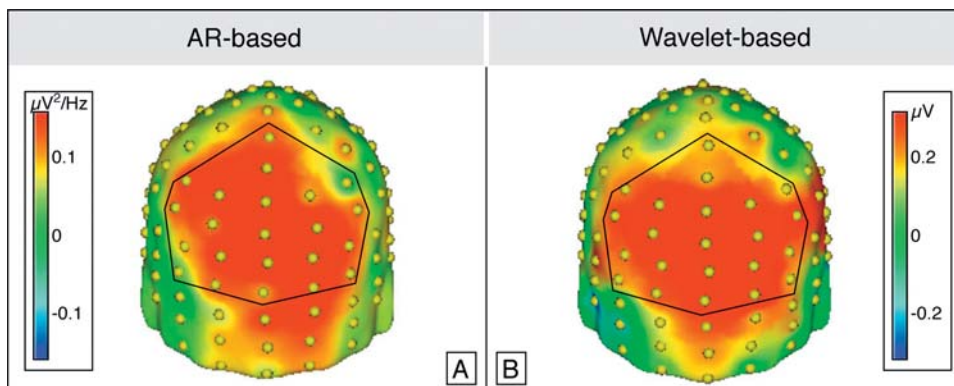 AR-based
Wavelet-based
µV²/Hz
0.1
0
-0.1
A
B
µV
0.2
0
-0.2